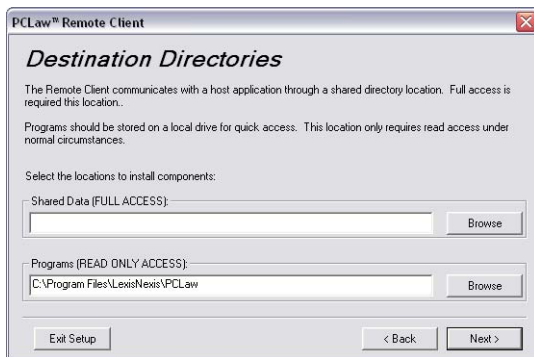 PCLaw™ Remote Client
Destination Directories
The Remote Client communicates with a host application through a shared directory location. Full access is
required this location..
Programs should be stored on a local drive for quick access. This location only requires read access under
normal circumstances.
Select the locations to install components:
Shared Data (FULL ACCESS):
Browse
Programs (READ ONLY ACCESS):
C:\Program Files\LexisNexis\PCLaw
Browse
Exit Setup
< Back
Next >